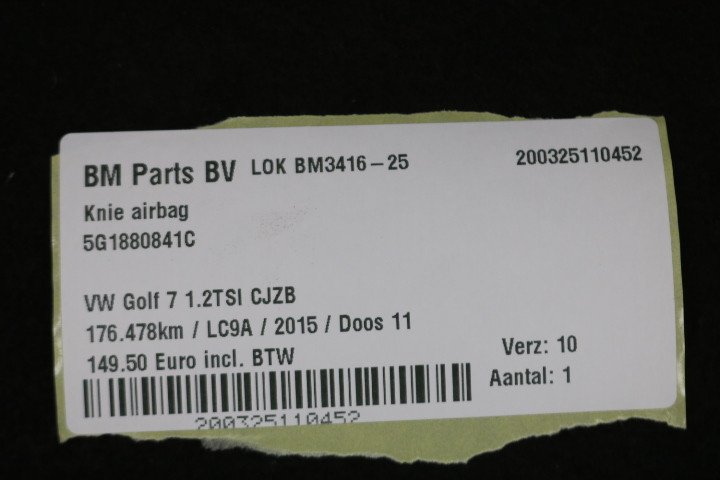 BM Parts BV LOK BM3416-25 200325110452
Knie airbag
5G1880841C
VW Golf 7 1.2TSI CJZB
176.478km / LC9A / 2015 / Doos 11
149.50 Euro incl. BTW Verz: 10
Aantal: 1
200325110452